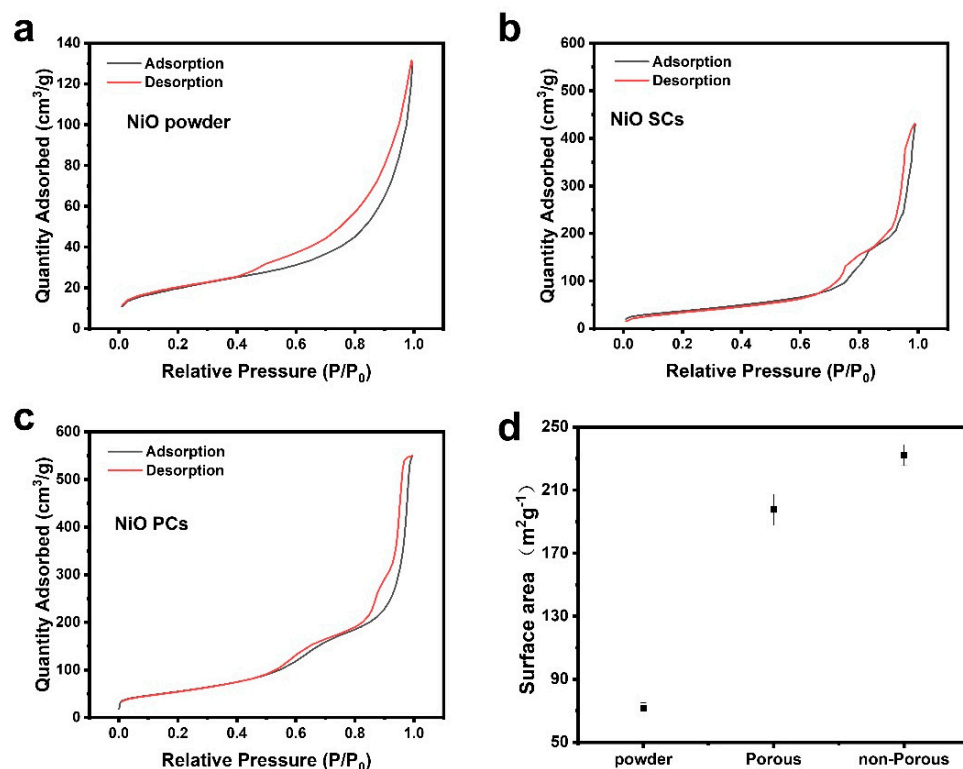 a
Adsorption
Desorption
NiO powder
Quantity Adsorbed (cm³/g)
140
120
100
80
60
40
20
0
0.0 0.2 0.4 0.6 0.8 1.0
Relative Pressure (P/P₀)
b
Adsorption
Desorption
NiO SCs
Quantity Adsorbed (cm³/g)
600
500
400
300
200
100
0
0.0 0.2 0.4 0.6 0.8 1.0
Relative Pressure (P/P₀)
c
Adsorption
Desorption
NiO PCs
Quantity Adsorbed (cm³/g)
600
500
400
300
200
100
0
0.0 0.2 0.4 0.6 0.8 1.0
Relative Pressure (P/P₀)
d
Surface area（m²g⁻¹）
250
210
170
130
90
50
powder Porous non-Porous